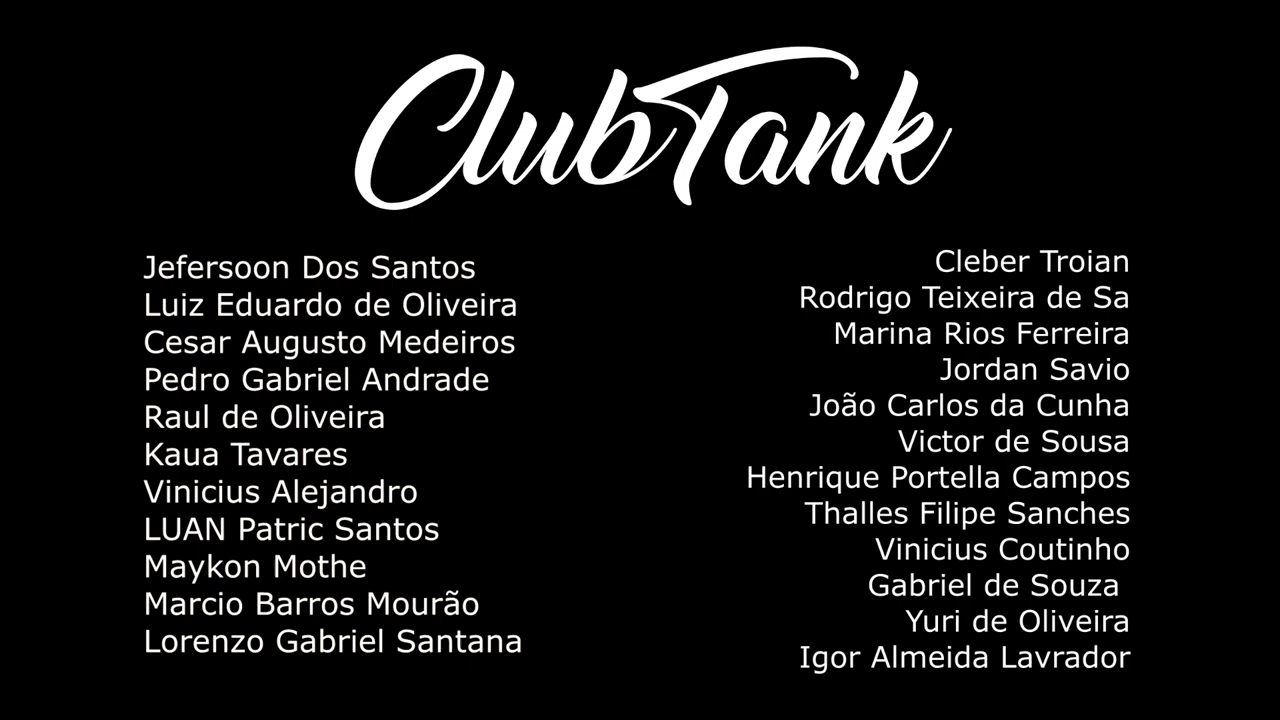 ClubTank
Jefersoon Dos Santos
Luiz Eduardo de Oliveira
Cesar Augusto Medeiros
Pedro Gabriel Andrade
Raul de Oliveira
Kaua Tavares
Vinicius Alejandro
LUAN Patric Santos
Maykon Mothe
Marcio Barros Mourão
Lorenzo Gabriel Santana
Cleber Troian
Rodrigo Teixeira de Sa
Marina Rios Ferreira
Jordan Savio
João Carlos da Cunha
Victor de Sousa
Henrique Portella Campos
Thalles Filipe Sanches
Vinicius Coutinho
Gabriel de Souza
Yuri de Oliveira
Igor Almeida Lavrador